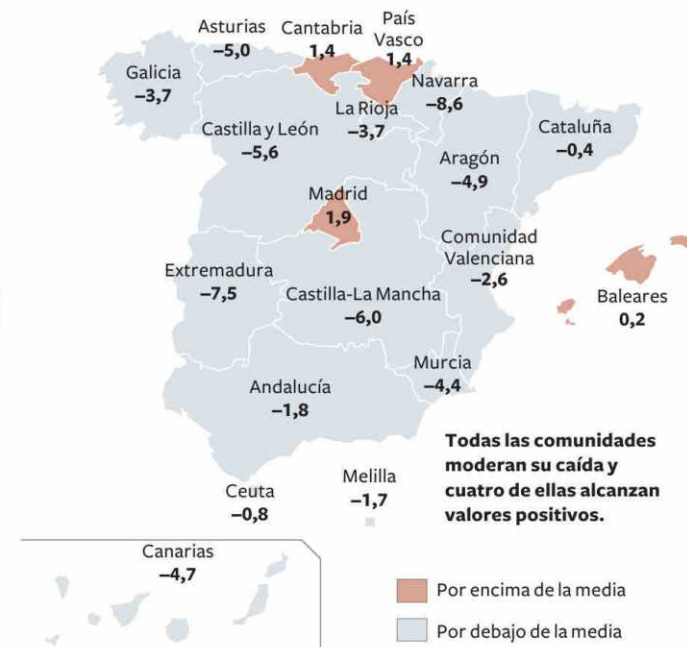 Asturias
–5,0
Cantabria
1,4
País
Vasco
1,4
Galicia
–3,7
Navarra
–8,6
La Rioja
–3,7
Castilla y León
–5,6
Cataluña
–0,4
Aragón
–4,9
Madrid
1,9
Comunidad
Valenciana
–2,6
Extremadura
–7,5
Castilla-La Mancha
–6,0
Baleares
0,2
Murcia
–4,4
Andalucía
–1,8
Todas las comunidades
moderan su caída y
cuatro de ellas alcanzan
valores positivos.
Ceuta
–0,8
Melilla
–1,7
Canarias
–4,7
Por encima de la media
Por debajo de la media